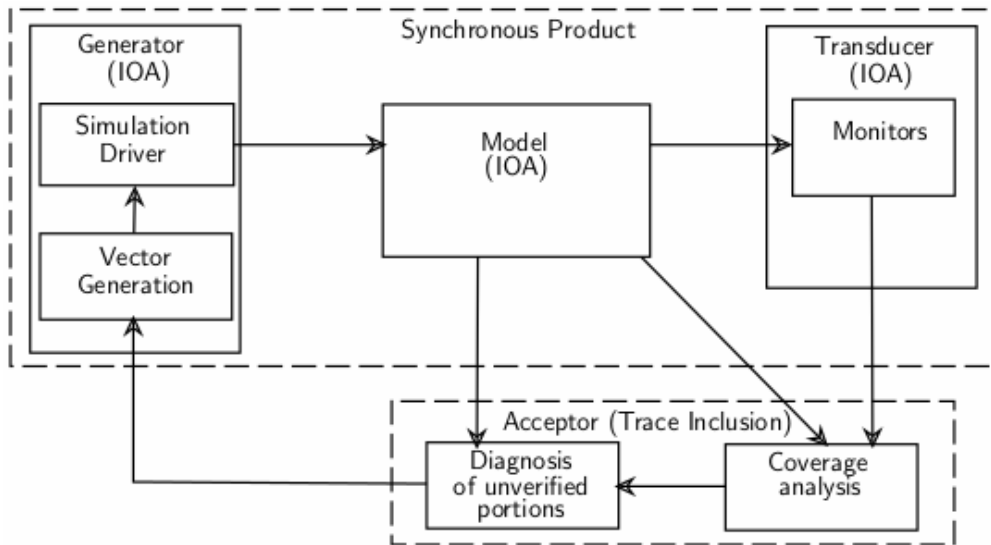 Synchronous Product
Generator
(IOA)
Simulation
Driver
Vector
Generation
Model
(IOA)
Transducer
(IOA)
Monitors
Acceptor (Trace Inclusion)
Diagnosis
of unverified
portions
Coverage
analysis